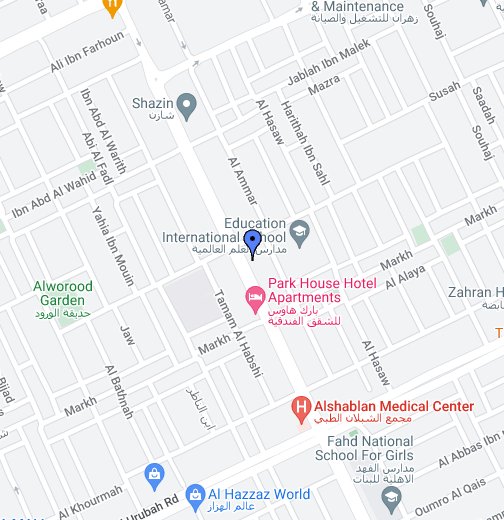 & Maintenance
زهران للتشغيل والصيانة
Souhaj
Ali Ibn Farhoun
Jablah Ibn Malek
Mazra
Susah
Saadah
Souhaj
Shazin
شازن
Al Hasaw
Harithah Ibn Sahl
Ibn Abd Al Warith
Abi Al Fadl
Al Ammar
Ibn Abd Al Wahid
Yahia Ibn Mouin
Education
International School
مدارس العلم العالمية
Markh
Markh
Al Alaya
Alworood
Garden
حديقة الورود
Park House Hotel
Apartments
بارك هاوس
للشقق الفندقية
Zahran H
Tamam Al Habshi
Jaw
Markh
Al Hasaw
Al Bathnah
ابن الناظر
Markh
Alshablan Medical Center
مجمع الشبلان الطبي
Fahd National
School For Girls
مدارس الفهد
الاهلية للبنات
Al Abbas Ibn
Oumro Al Qais
Al Khourmah
Urubah Rd
Al Hazzaz World
عالم الهزاز